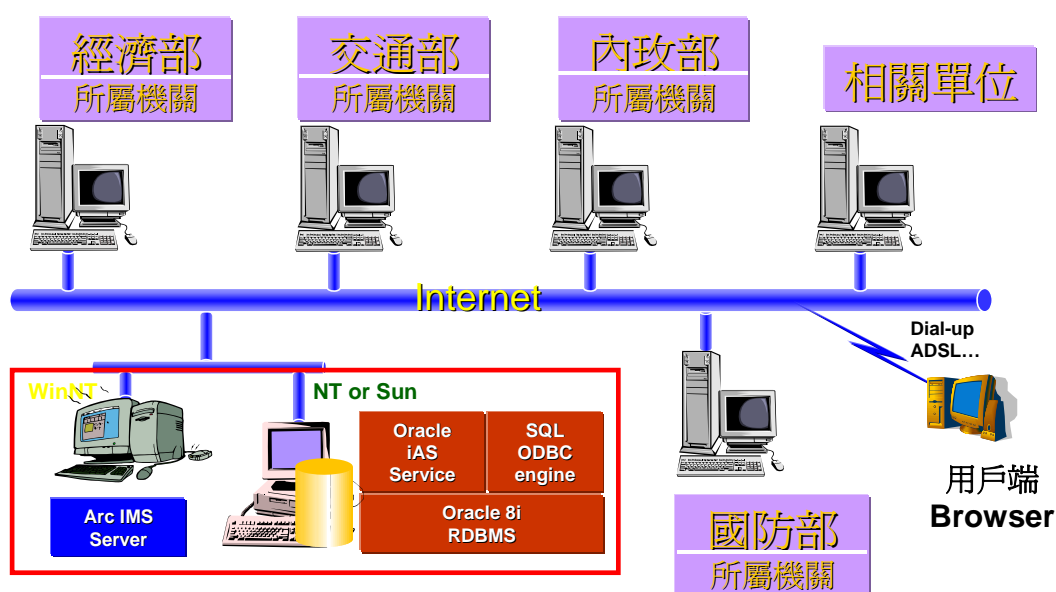 經濟部
所屬機關
交通部
所屬機關
內政部
所屬機關
相關單位
Internet
Dial-up
ADSL…
WinNT
NT or Sun
Oracle
iAS
Service
SQL
ODBC
engine
Arc IMS
Server
Oracle 8i
RDBMS
國防部
所屬機關
用戶端
Browser